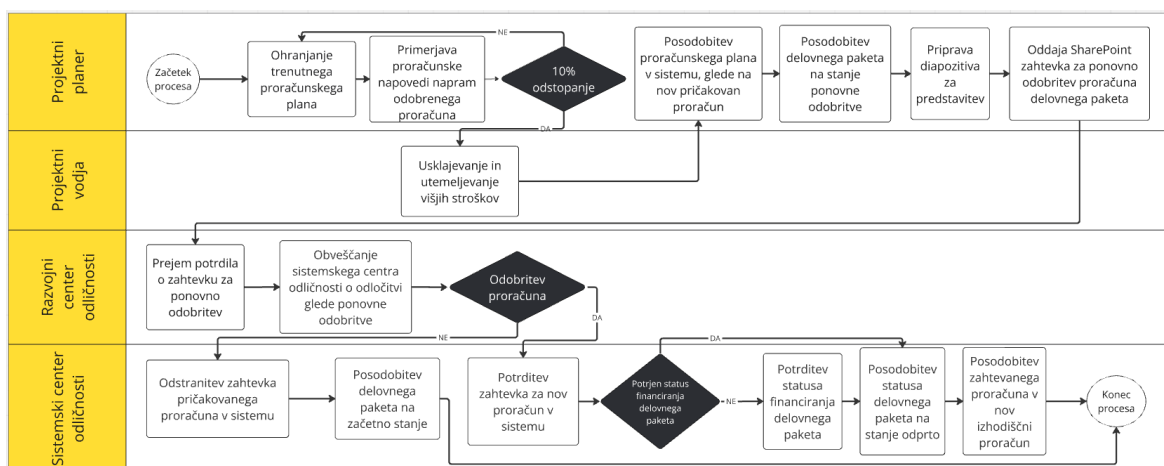 Projektni
planer
Začetek
procesa
Ohranjanje
trenutnega
proračunskega
plana
Primerjava
proračunske
napovedi napram
odobrenega
proračuna
NE
10%
odstopanje
DA
Posodobitev
proračunskega plana
v sistemu, glede na
nov pričakovan
proračun
Posodobitev
delovnega paketa
na stanje
ponovne
odobritve
Priprava
diapozitiva
za
predstavitev
Oddaja SharePoint
zahtevka za ponovno
odobritev proračuna
delovnega paketa
Projektni
vodja
Usklajevanje in
utemeljevanje
višjih stroškov
Razvojni
center
odličnosti
Prejem potrdila
o zahtevku za
ponovno
odobritev
Obveščanje
sistemskega centra
odličnosti o odločitvi
glede ponovne
odobritve
Odobritev
proračuna
NE
DA
Sistemski center
odličnosti
Odstranitev zahtevka
pričakovanega
proračuna v sistemu
Posodobitev
delovnega
paketa na
začetno stanje
Potrditev
zahtevka za nov
proračun v
sistemu
Potrjen status
financiranja
delovnega
paketa
DA
NE
Potrditev
statusa
financiranja
delovnega
paketa
Posodobitev
statusa
delovnega
paketa na
stanje odprto
Posodobitev
zahtevanega
proračuna v
nov
izhodiščni
proračun
Konec
procesa